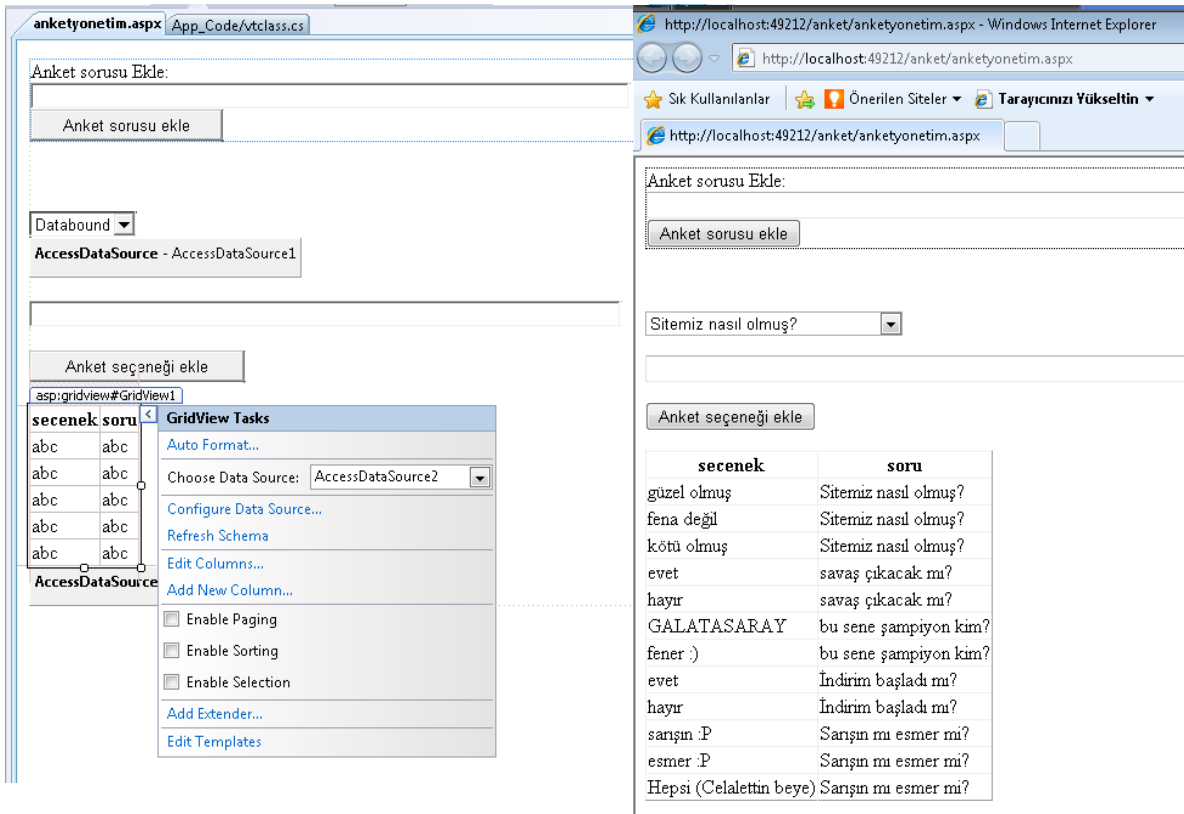 anketyonetim.aspx App_Code/vtclass.cs
Anket sorusu Ekle:
Anket sorusu ekle
Databound
AccessDataSource - AccessDataSource1
Anket seçeneği ekle
asp:gridview#GridView1
secenek soru
abc abc
abc abc
abc abc
abc abc
abc abc
AccessDataSource
GridView Tasks
Auto Format...
Choose Data Source: AccessDataSource2
Configure Data Source...
Refresh Schema
Edit Columns...
Add New Column...
Enable Paging
Enable Sorting
Enable Selection
Add Extender...
Edit Templates
http://localhost:49212/anket/anketyonetim.aspx - Windows Internet Explorer
http://localhost:49212/anket/anketyonetim.aspx
Sık Kullanılanlar Önerilen Siteler Tarayıcınızı Yükseltin
http://localhost:49212/anket/anketyonetim.aspx
Anket sorusu Ekle:
Anket sorusu ekle
Sitemiz nasıl olmuş?
Anket seçeneği ekle
secenek soru
güzel olmuş Sitemiz nasıl olmuş?
fena değil Sitemiz nasıl olmuş?
kötü olmuş Sitemiz nasıl olmuş?
evet savaş çıkacak mı?
hayır savaş çıkacak mı?
GALATASARAY bu sene şampiyon kim?
fener :) bu sene şampiyon kim?
evet İndirim başladı mı?
hayır İndirim başladı mı?
sarışın :P Sarışın mı esmer mi?
esmer :P Sarışın mı esmer mi?
Hepsi (Celalettin beye) Sarışın mı esmer mi?